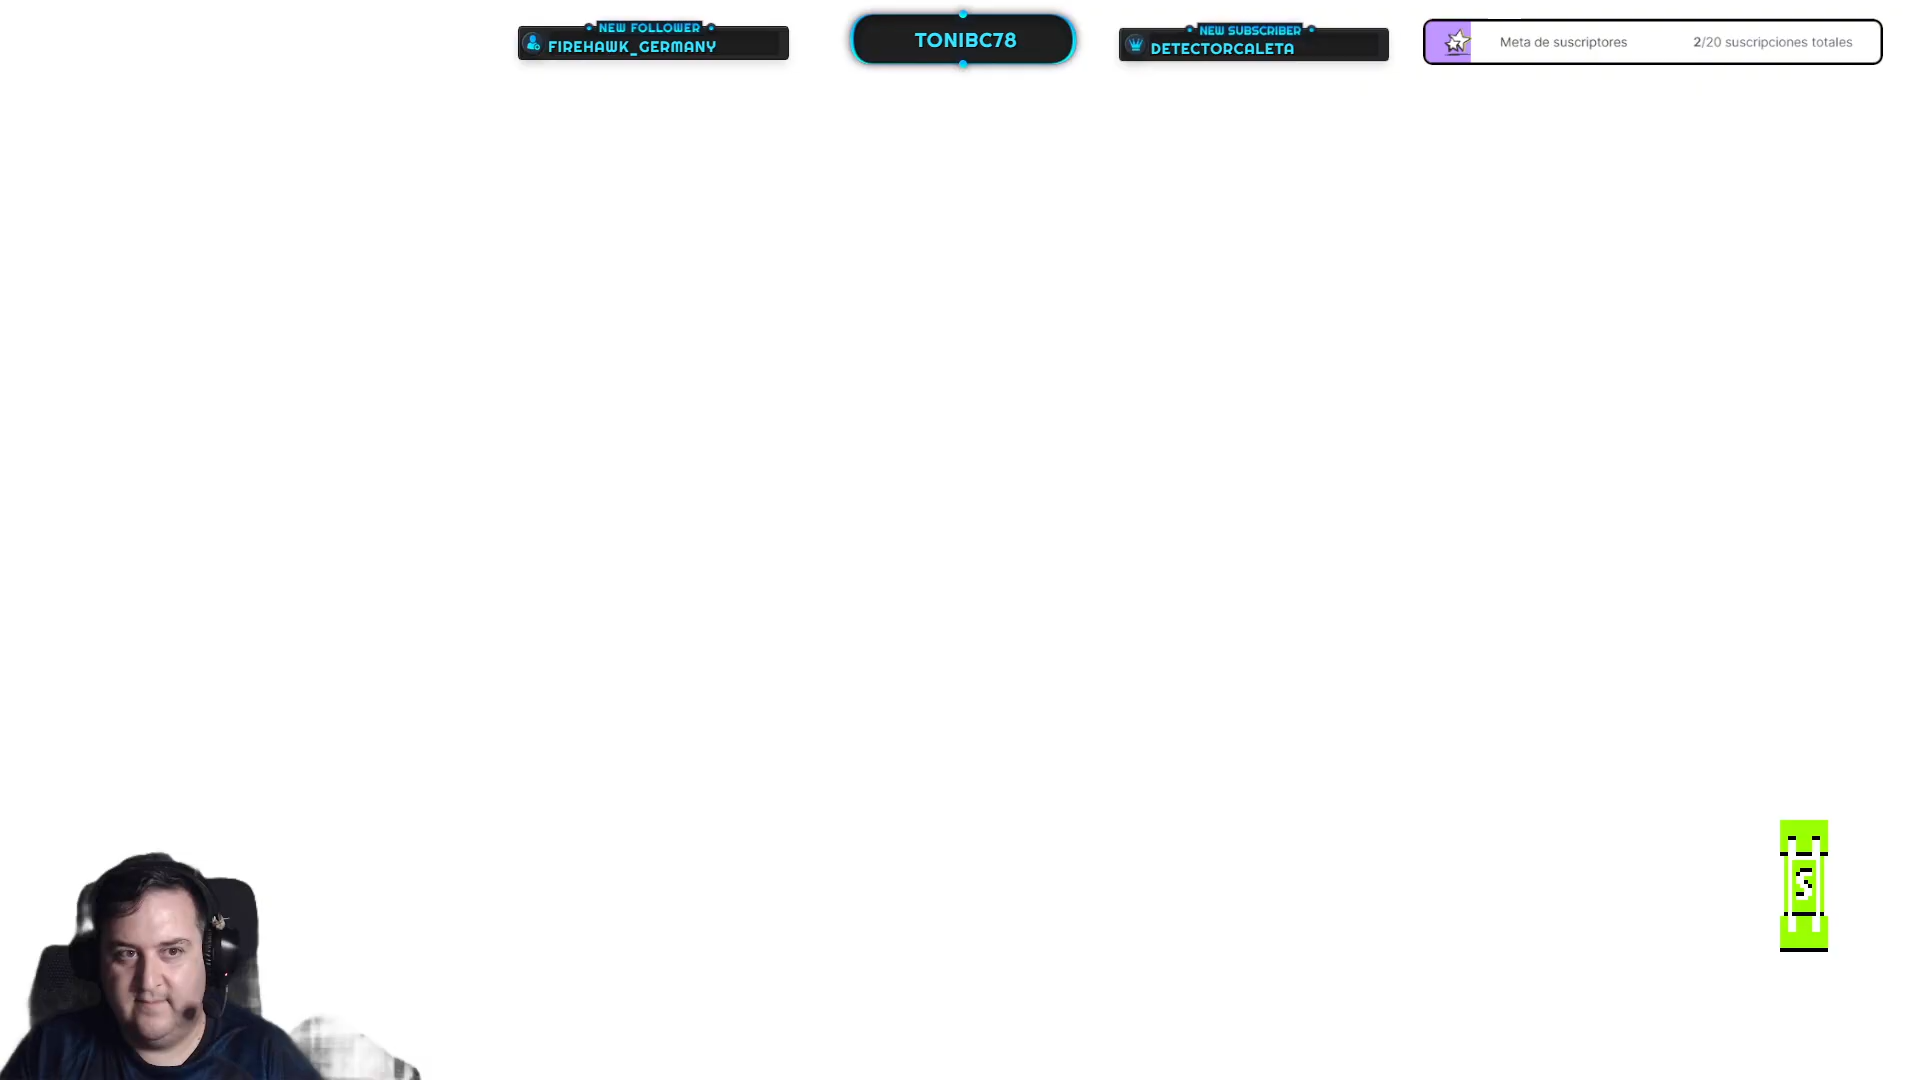 NEW FOLLOWER
FIREHAWK_GERMANY
TONIBC78
NEW SUBSCRIBER
DETECTORCALETA
Meta de suscriptores 2/20 suscripciones totales
S